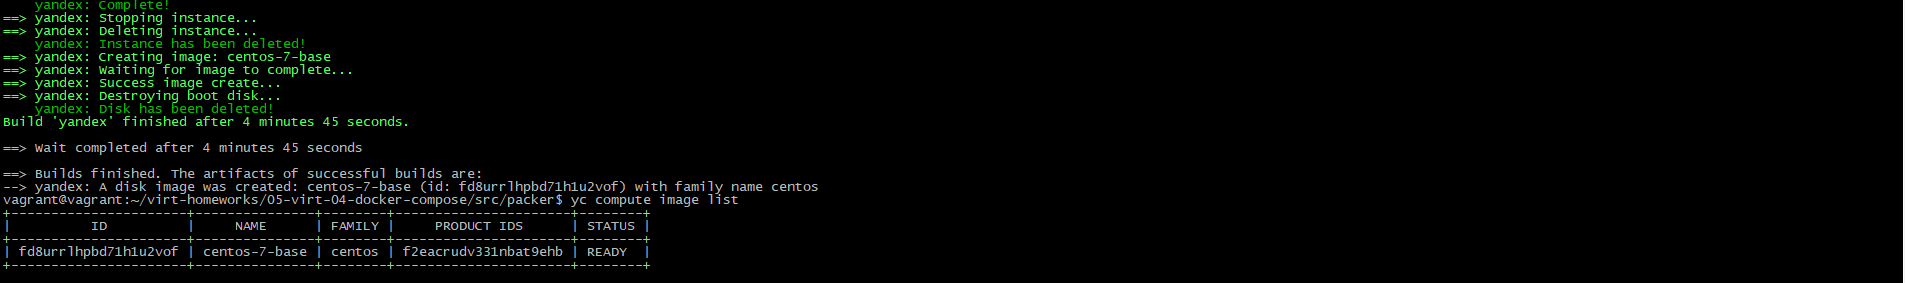 yandex: Complete!
==> yandex: Stopping instance...
==> yandex: Deleting instance...
yandex: Instance has been deleted!
==> yandex: Creating image: centos-7-base
==> yandex: Waiting for image to complete...
==> yandex: Success image create...
==> yandex: Destroying boot disk...
yandex: Disk has been deleted!
Build 'yandex' finished after 4 minutes 45 seconds.
==> Wait completed after 4 minutes 45 seconds
==> Builds finished. The artifacts of successful builds are:
--> yandex: A disk image was created: centos-7-base (id: fd8urrlhpbd71h1u2vof) with family name centos
vagrant@vagrant:~/virt-homeworks/05-virt-04-docker-compose/src/packer$ yc compute image list
+----------------------+---------------+--------+----------------------+--------+
|          ID          |     NAME      | FAMILY |     PRODUCT IDS      | STATUS |
+----------------------+---------------+--------+----------------------+--------+
| fd8urrlhpbd71h1u2vof | centos-7-base | centos | f2eacrudv331nbat9ehb | READY  |
+----------------------+---------------+--------+----------------------+--------+